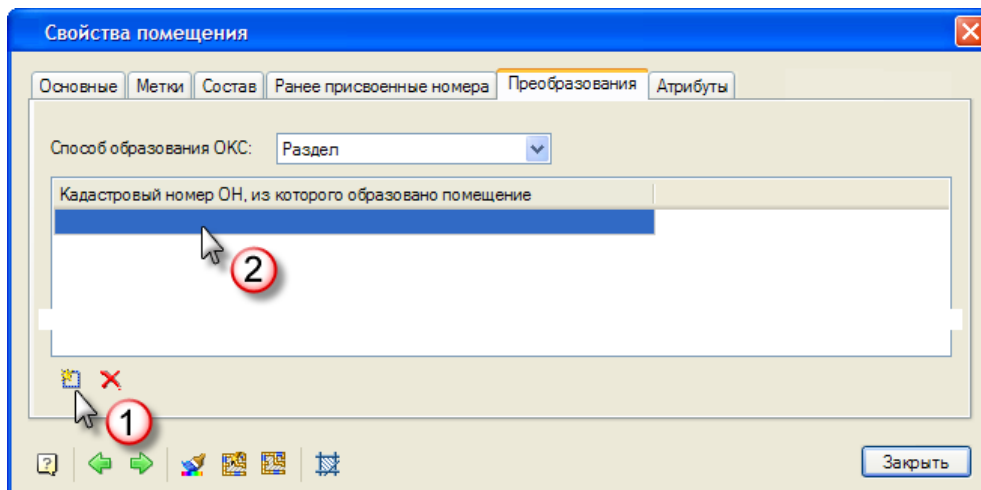 Свойства помещения
Основные Метки Состав Ранее присвоенные номера Преобразования Атрибуты
Способ образования ОКС: Раздел
Кадастровый номер ОН, из которого образовано помещение
2
1
Закрыть